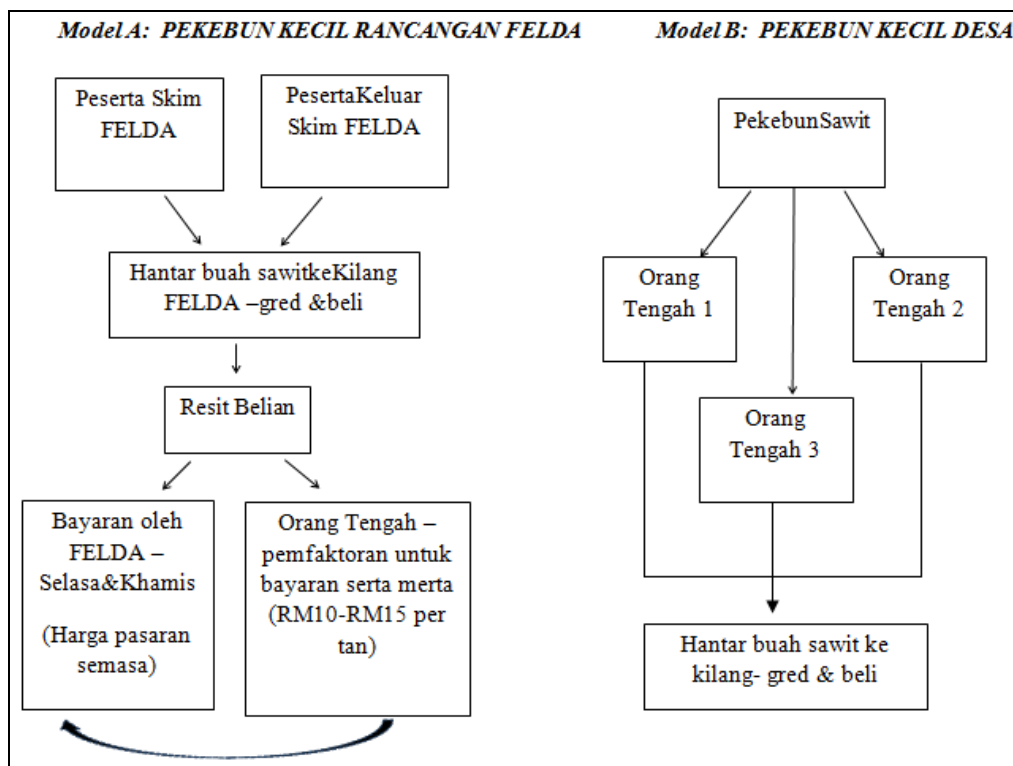 Model A: PEKEBUN KECIL RANCANGAN FELDA
Peserta Skim
FELDA
PesertaKeluar
Skim FELDA
Hantar buah sawitkeKilang
FELDA –gred &beli
Resit Belian
Bayaran oleh
FELDA –
Selasa&Khamis
(Harga pasaran
semasa)
Orang Tengah –
pemfaktoran untuk
bayaran serta merta
(RM10-RM15 per
tan)
Model B: PEKEBUN KECIL DESA
PekebunSawit
Orang
Tengah 1
Orang
Tengah 2
Orang
Tengah 3
Hantar buah sawit ke
kilang- gred & beli